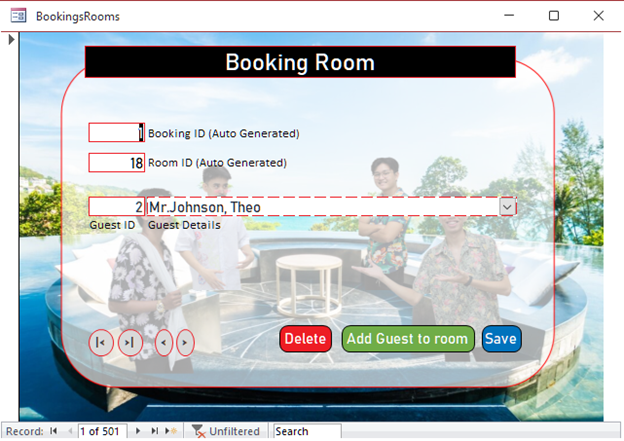 BookingsRooms
Booking Room
1 Booking ID (Auto Generated)
18 Room ID (Auto Generated)
2 Mr.Johnson, Theo
Guest ID Guest Details
Delete Add Guest to room Save
Record: 1 of 501 Unfiltered Search